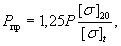 Pпр = 1,25P [σ]20 / [σ]t ,